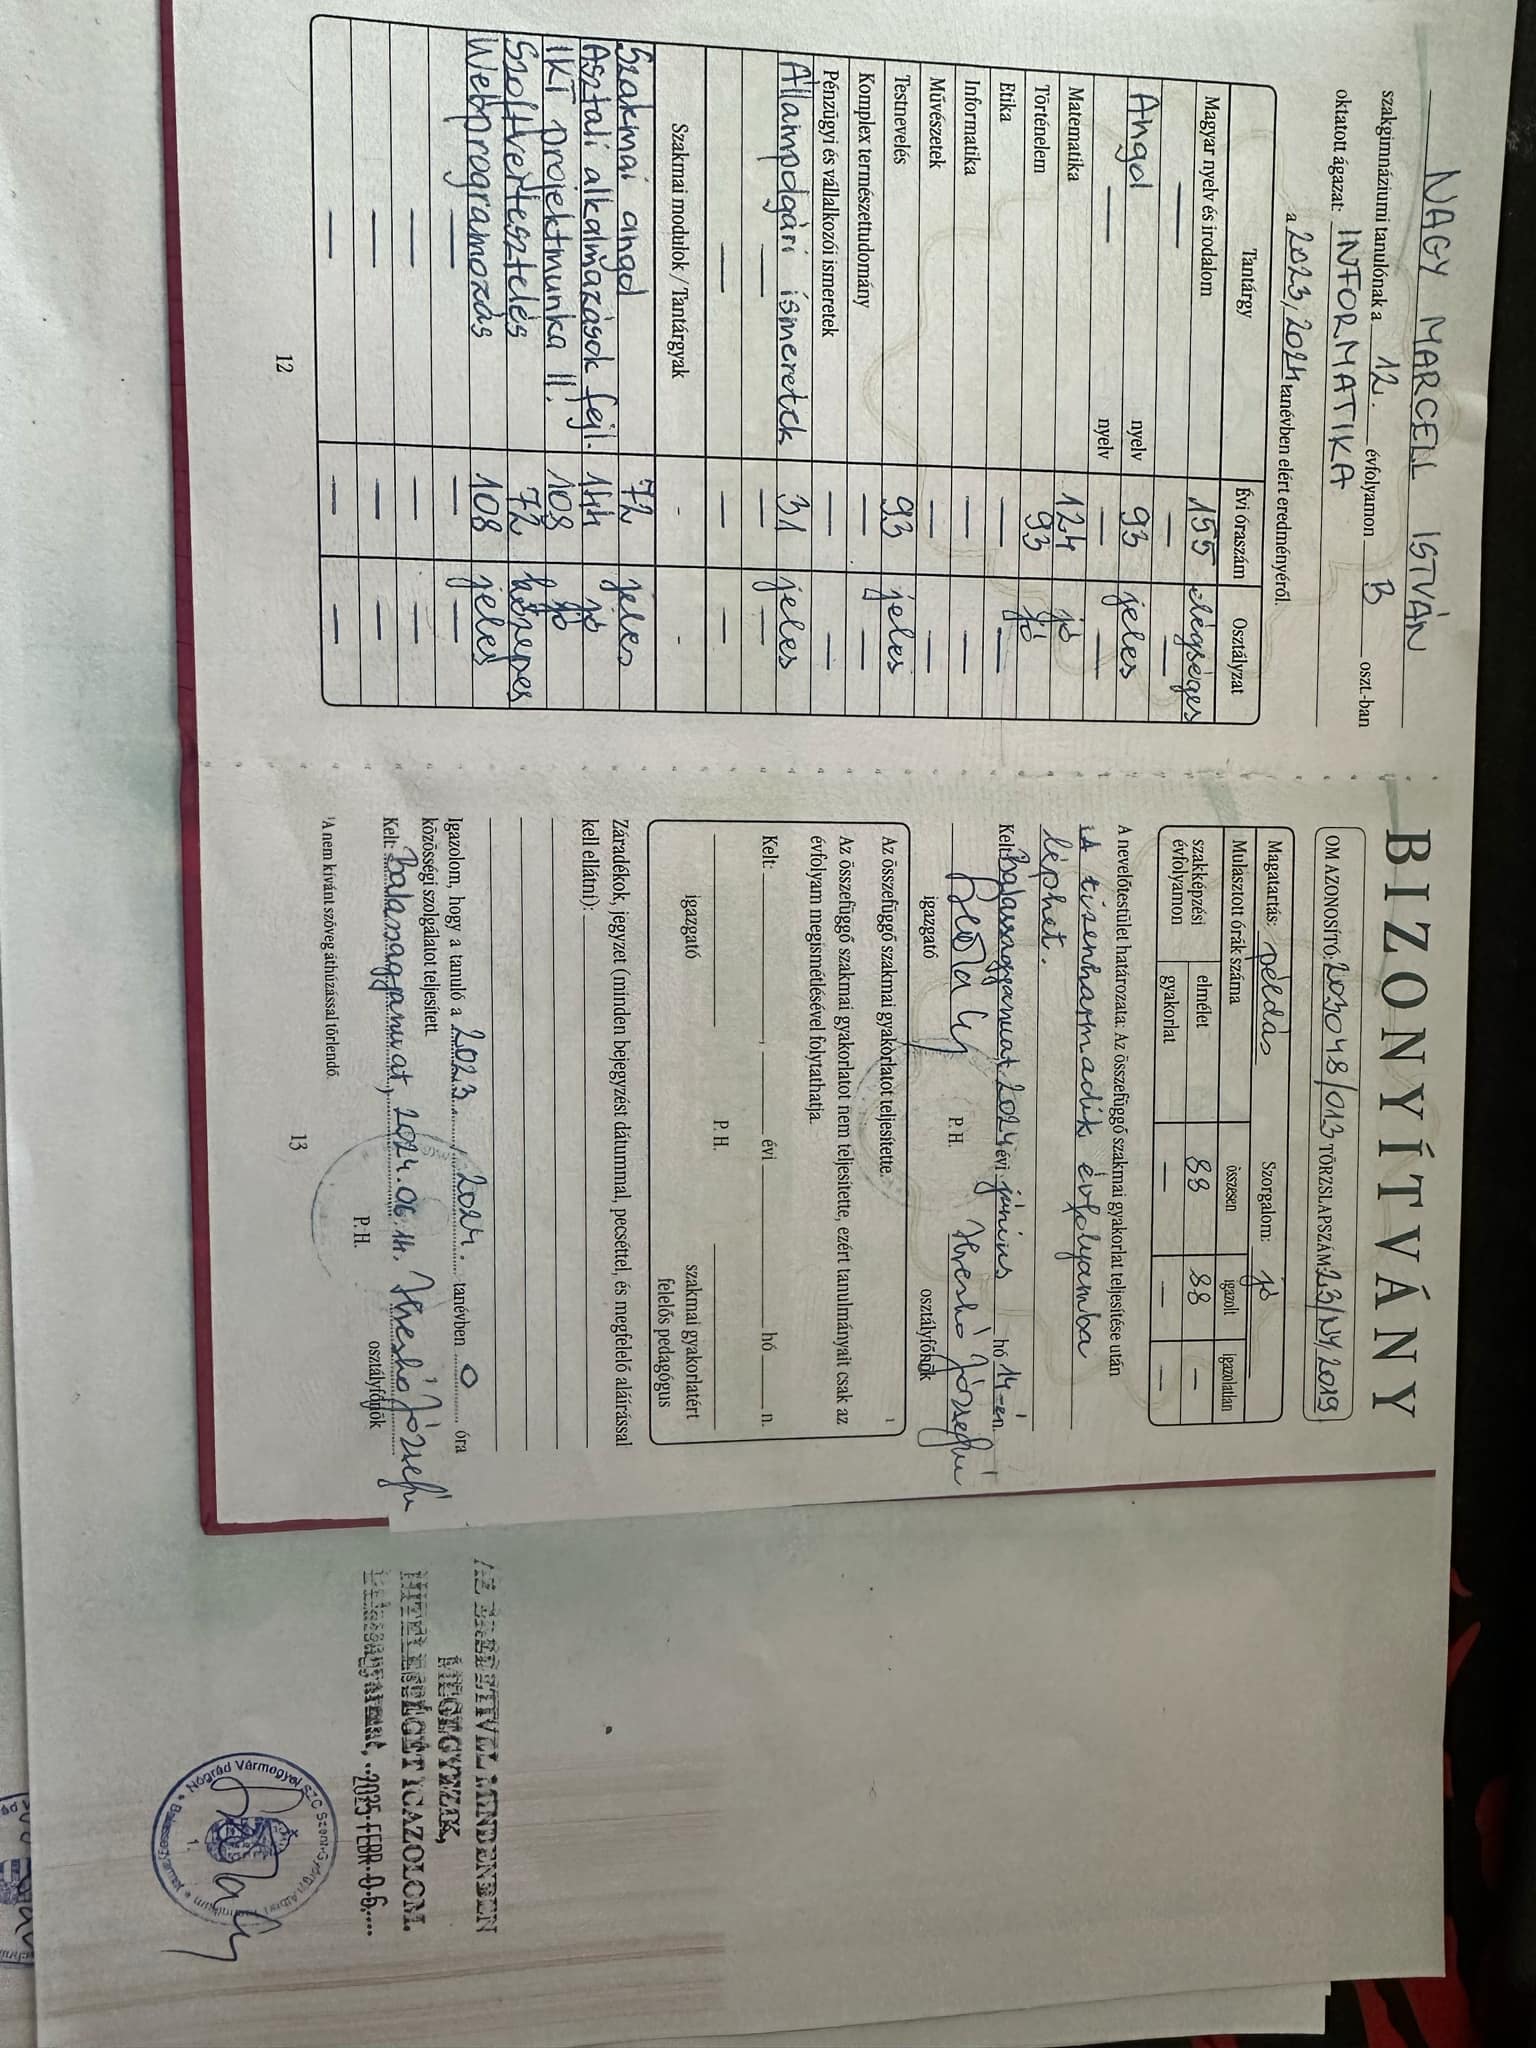 NAGY MARCELL ISTVÁN
szakgimnáziumi tanulónak a 12. évfolyamon B oszt.-ban
oktatott ágazat: INFORMATIKA
a 2023/2024 tanévben elért eredményéről.
Tantárgy Évi óraszám Osztályzat
Magyar nyelv és irodalom 155 elégséges
— — —
Angol nyelv 93 jeles
— nyelv — —
Matematika 124 jó
Történelem 93 jó
Etika — —
Informatika — —
Művészetek — —
Testnevelés 93 jeles
Komplex természettudomány — —
Pénzügyi és vállalkozói ismeretek — —
Állampolgári ismeretek 31 jeles
— — —
— — —
Szakmai modulok / Tantárgyak - -
Szakmai angol 72 jeles
Asztali alkalmazások fejl. 144 jó
IKT projektmunka II. 108 jó
Szoftvertesztelés 72 közepes
Webprogramozás 108 jeles
— — —
— — —
— — —
— — —
12
BIZONYÍTVÁNY
OM AZONOSÍTÓ: 203048/013 TÖRZSLAPSZÁM: 23/NY/2019
Magatartás: példás Szorgalom: jó
Mulasztott órák száma összesen igazolt igazolatlan
szakképzési évfolyamon elmélet 88 88 —
gyakorlat — — —
A nevelőtestület határozata: Az összefüggő szakmai gyakorlat teljesítése után
a tizenharmadik évfolyamba
léphet.
Kelt: Balassagyarmat 2024 évi június hó 14-én.
Hreskó Józsefné
igazgató P. H. osztályfőnök
Az összefüggő szakmai gyakorlatot teljesítette. 1
Az összefüggő szakmai gyakorlatot nem teljesítette, ezért tanulmányait csak az
évfolyam megismétlésével folytathatja.
Kelt: , évi hó n.
igazgató P. H. szakmai gyakorlatért
felelős pedagógus
Záradékok, jegyzet (minden bejegyzést dátummal, pecséttel, és megfelelő aláírással
kell ellátni):
Igazolom, hogy a tanuló a 2023 / 2024. tanévben 0 óra
közösségi szolgálatot teljesített.
Kelt: Balassagyarmat, 2024.06.14. Hreskó Józsefné
P. H. osztályfőnök
¹A nem kívánt szöveg áthúzással törlendő.
13
AZ EREDETIVEL MINDENBEN
MEGEGYEZIK,
HITELESSÉGÉT IGAZOLOM.
Balassagyarmat, 2025 FEBR 06.
Nógrád Vármegyei SZC Szent-Györgyi Albert Technikum * Balassagyarmat *
1.